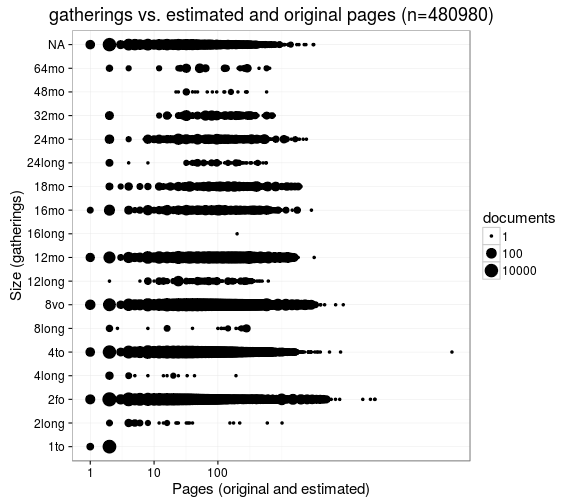 gatherings vs. estimated and original pages (n=480980)
Size (gatherings)
NA
64mo
48mo
32mo
24mo
24long
18mo
16mo
16long
12mo
12long
8vo
8long
4to
4long
2fo
2long
1to
1 10 100
Pages (original and estimated)
documents
1
100
10000